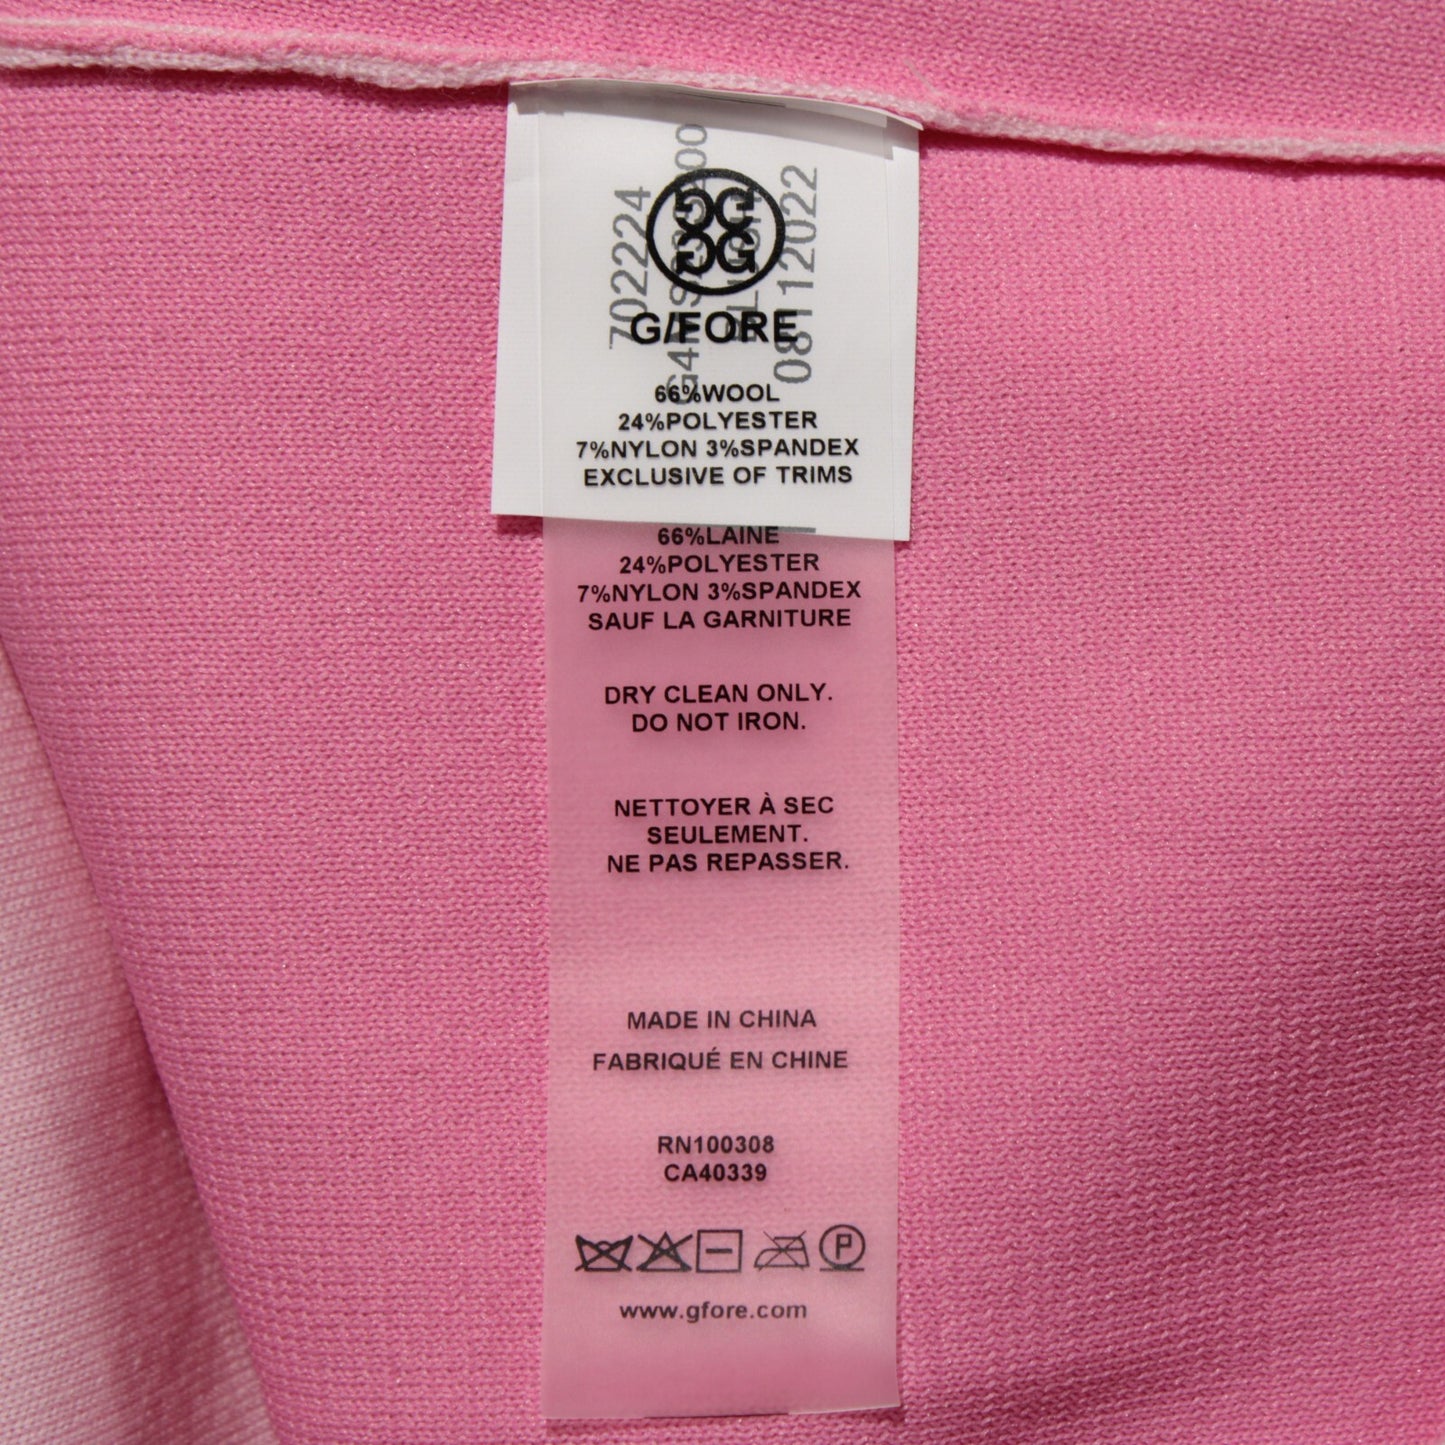 G/FORE
702224
08112022
66%WOOL
24%POLYESTER
7%NYLON 3%SPANDEX
EXCLUSIVE OF TRIMS
66%LAINE
24%POLYESTER
7%NYLON 3%SPANDEX
SAUF LA GARNITURE
DRY CLEAN ONLY.
DO NOT IRON.
NETTOYER À SEC
SEULEMENT.
NE PAS REPASSER.
MADE IN CHINA
FABRIQUÉ EN CHINE
RN100308
CA40339
P
www.gfore.com